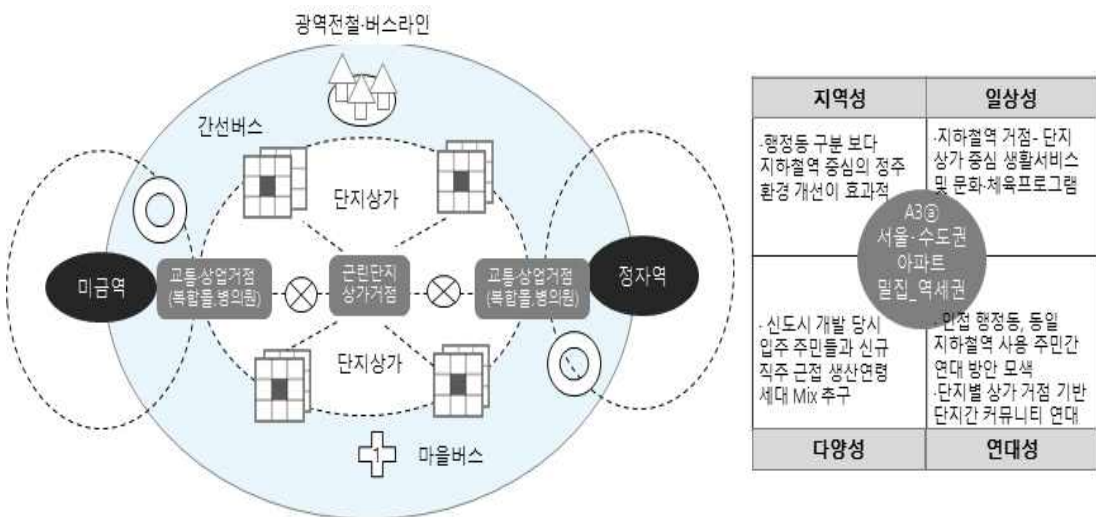 광역전철·버스라인
간선버스
단지상가
미금역
교통·상업거점
(복합몰.병의원)
근린단지
상가거점
교통·상업거점
(복합몰.병의원)
정자역
단지상가
1
마을버스
지역성
일상성
·행정동 구분 보다
지하철역 중심의 정주
환경 개선이 효과적
·지하철역 거점- 단지
상가 중심 생활서비스
및 문화·체육프로그램
A3ⓐ
서울·수도권
아파트
밀집_역세권
· 신도시 개발 당시
입주 주민들과 신규
직주 근접 생산연령
세대 Mix 추구
·인접 행정동, 동일
지하철역 사용 주민간
연대 방안 모색
·단지별 상가 거점 기반
단지간 커뮤니티 연대
다양성
연대성